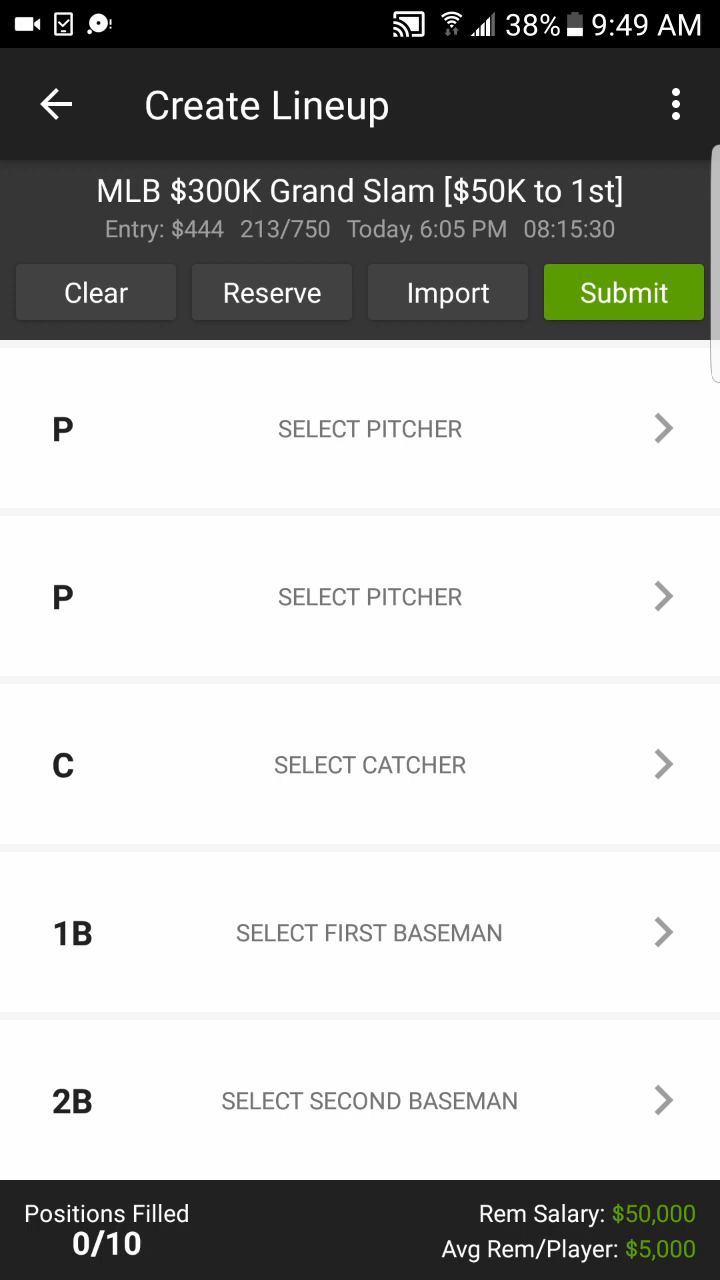 38% 9:49 AM
Create Lineup
MLB $300K Grand Slam [$50K to 1st]
Entry: $444 213/750 Today, 6:05 PM 08:15:30
Clear Reserve Import Submit
P SELECT PITCHER
P SELECT PITCHER
C SELECT CATCHER
1B SELECT FIRST BASEMAN
2B SELECT SECOND BASEMAN
Positions Filled Rem Salary: $50,000
0/10 Avg Rem/Player: $5,000